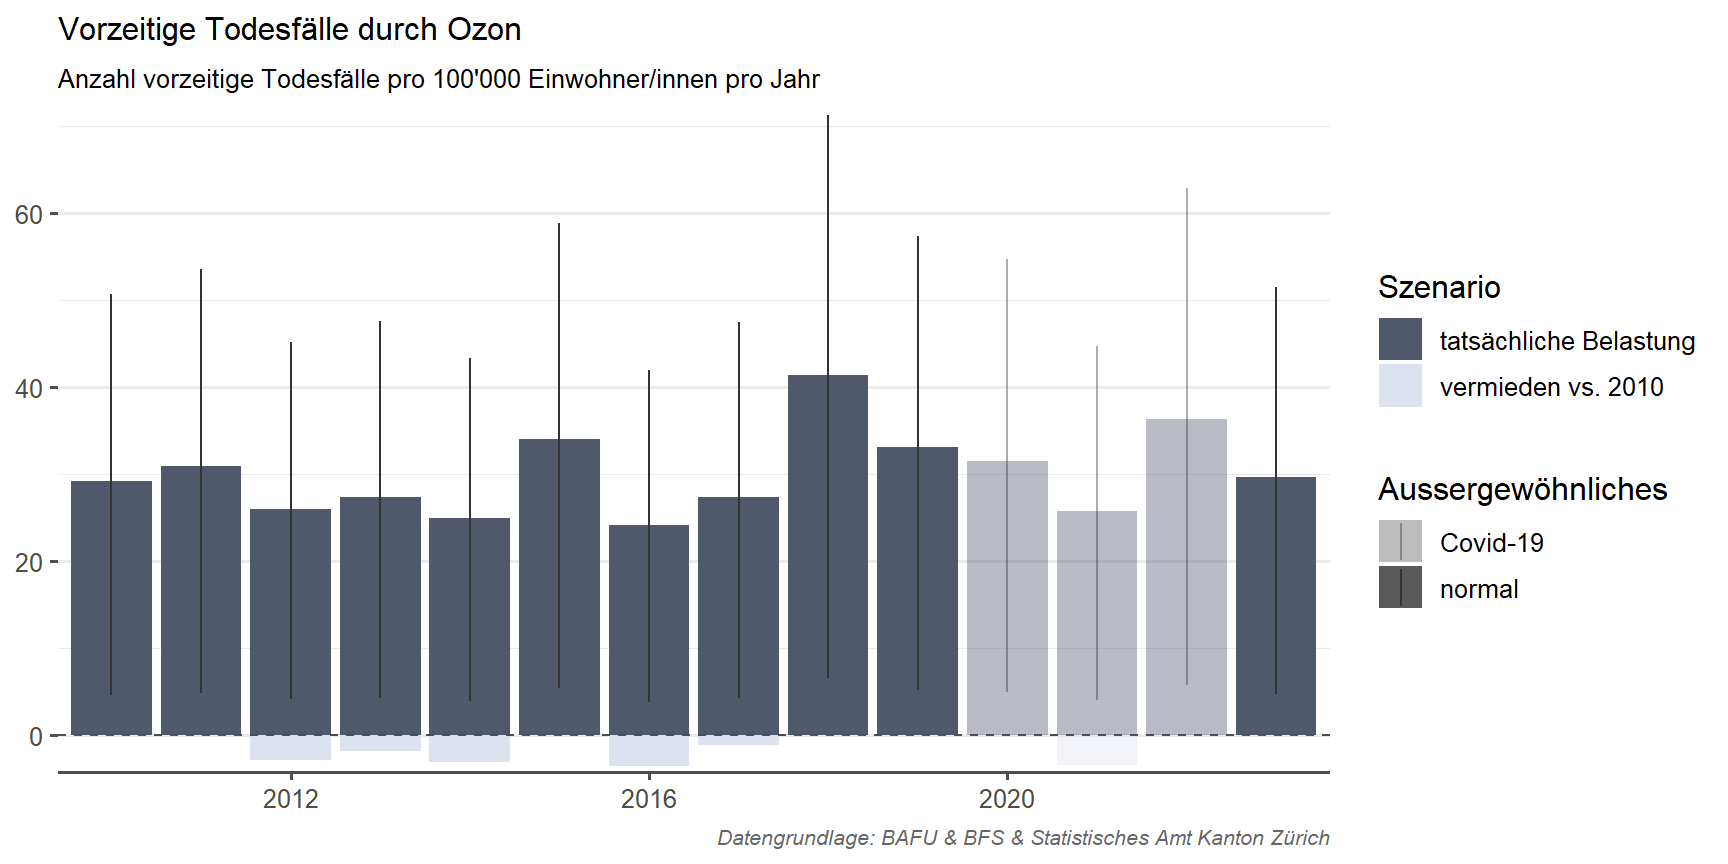 Vorzeitige Todesfälle durch Ozon
Anzahl vorzeitige Todesfälle pro 100'000 Einwohner/innen pro Jahr
60
40
20
0
2012
2016
2020
Szenario
tatsächliche Belastung
vermieden vs. 2010
Aussergewöhnliches
Covid-19
normal
Datengrundlage: BAFU & BFS & Statistisches Amt Kanton Zürich